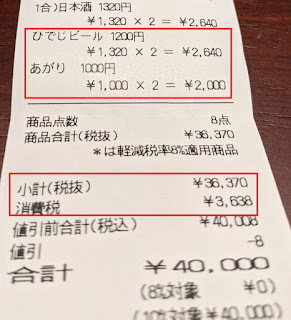 1合)日本酒 1320円
¥1,320 × 2 = ¥2,640
ひでじビール 1200円
¥1,320 × 2 = ¥2,640
あがり 1000円
¥1,000 × 2 = ¥2,000
商品点数 8点
商品合計(税抜) ¥36,370
*は軽減税率8%適用商品
小計(税抜) ¥36,370
消費税 ¥3,638
値引前合計(税込) ¥40,008
値引 -8
合計 ¥40,000
(8%対象 ¥0)
(10%対象 ¥40,000)